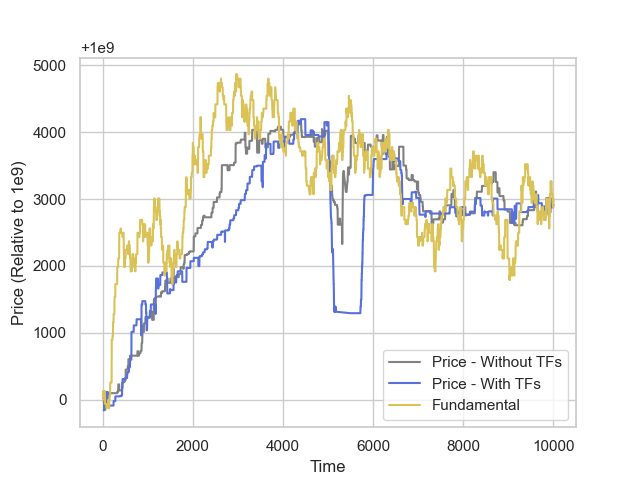 +1e9
5000
4000
3000
2000
1000
0
Price (Relative to 1e9)
Price - Without TFs
Price - With TFs
Fundamental
0 2000 4000 6000 8000 10000
Time